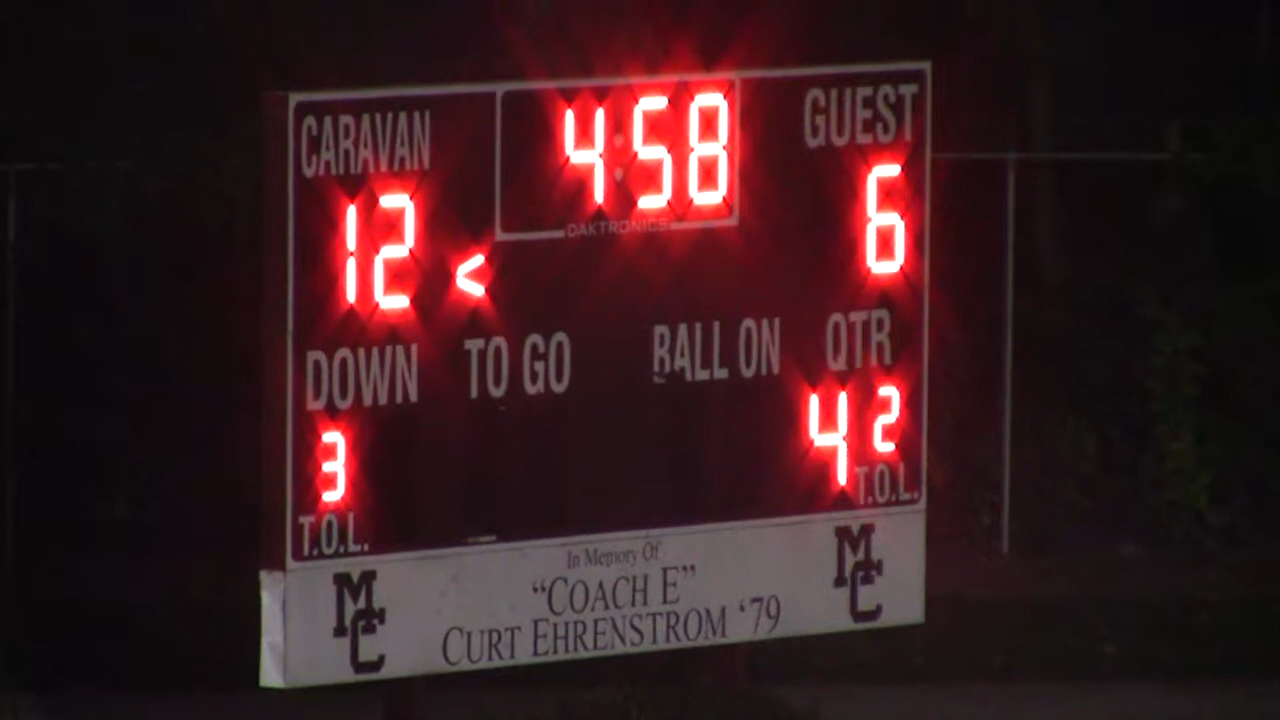 CARAVAN 4:58 GUEST
DAKTRONICS
12 < 6
DOWN TO GO BALL ON QTR
3 4 2
T.O.L. T.O.L.
In Memory Of
MC "COACH E" MC
CURT EHRENSTROM '79